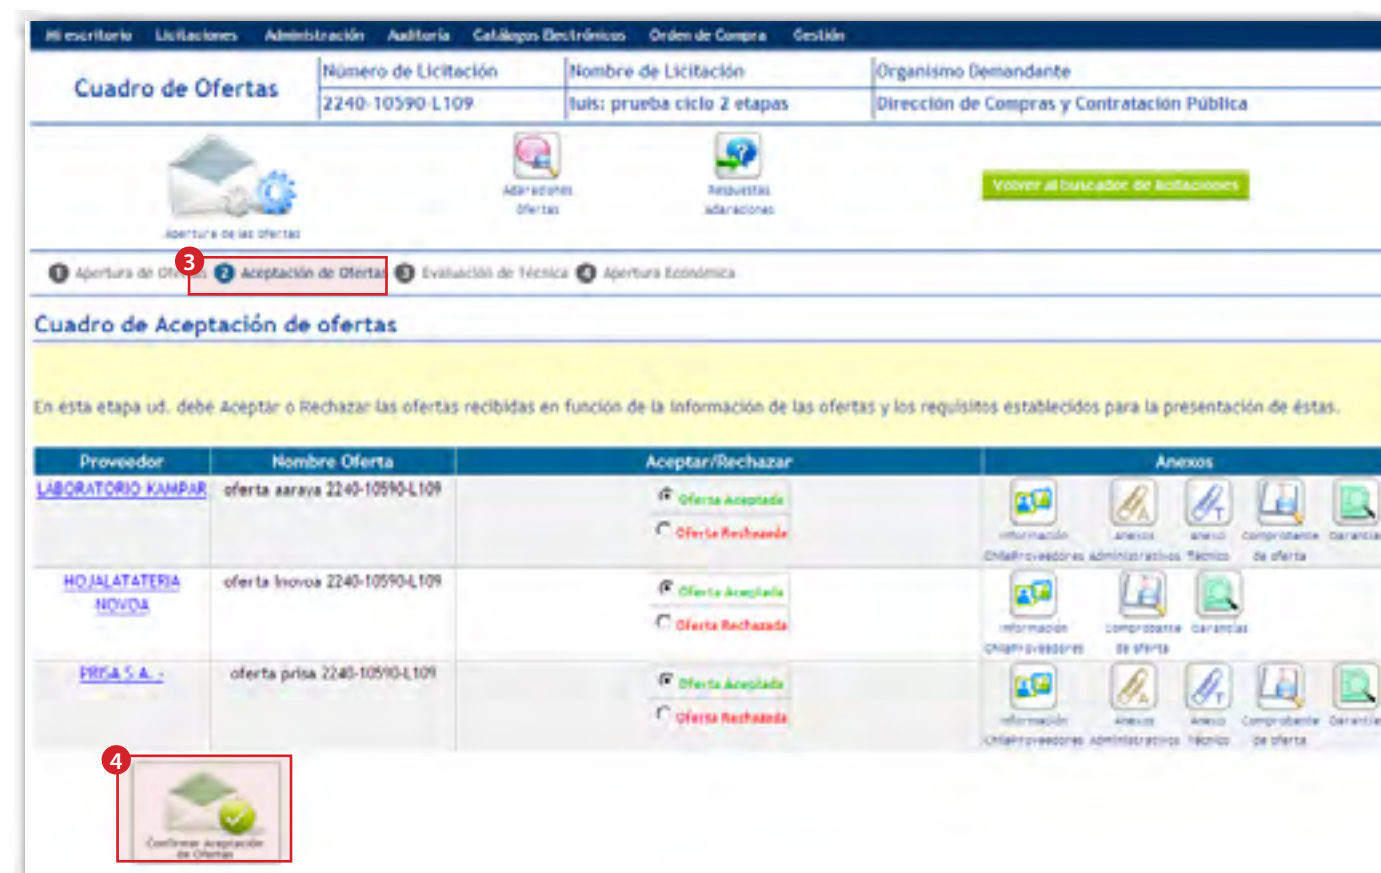 Mi escritorio Licitaciones Administración Auditoría Catálogos Electrónicos Orden de Compra Gestión
Cuadro de Ofertas
Número de Licitación Nombre de Licitación Organismo Demandante
2240-10590-L109 luis: prueba ciclo 2 etapas Dirección de Compras y Contratación Pública
Aclaraciones Ofertas
Respuestas aclaraciones
Volver al buscador de licitaciones
Apertura de las ofertas
3
1 Apertura de Ofertas 2 Aceptación de Ofertas 3 Evaluación de Técnica 4 Apertura Económica
Cuadro de Aceptación de ofertas
En esta etapa ud. debe Aceptar o Rechazar las ofertas recibidas en función de la información de las ofertas y los requisitos establecidos para la presentación de éstas.
Proveedor Nombre Oferta Aceptar/Rechazar Anexos
LABORATORIO KAMPAR oferta aaraya 2240-10590-L109 Oferta Aceptada
Oferta Rechazada
Información Anexos Anexo Comprobante Garantías
ChileProveedores Administrativos Técnico de oferta
HOJALATATERIA oferta lnovoa 2240-10590-L109 Oferta Aceptada
NOVOA Oferta Rechazada
Información Comprobante Garantías
ChileProveedores de oferta
PRISA S.A. - oferta prisa 2240-10590-L109 Oferta Aceptada
Oferta Rechazada
Información Anexos Anexo Comprobante Garantías
ChileProveedores Administrativos Técnico de oferta
4
Confirmar Aceptación
de Ofertas